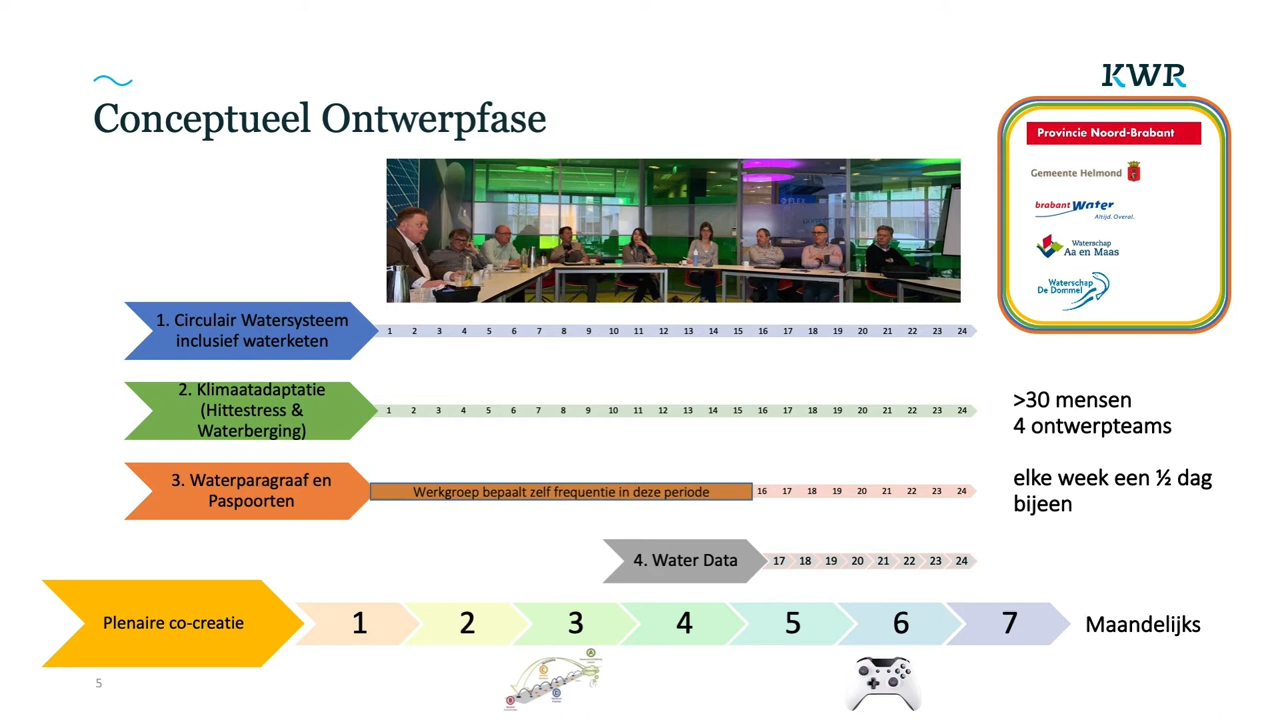 KWR
Conceptueel Ontwerpfase
Provincie Noord-Brabant
Gemeente Helmond
brabant Water
Altijd. Overal.
Waterschap
Aa en Maas
Waterschap
De Dommel
1. Circulair Watersysteem
inclusief waterketen
1 2 3 4 5 6 7 8 9 10 11 12 13 14 15 16 17 18 19 20 21 22 23 24
2. Klimaatadaptatie
(Hittestress &
Waterberging)
1 2 3 4 5 6 7 8 9 10 11 12 13 14 15 16 17 18 19 20 21 22 23 24
>30 mensen
4 ontwerpteams
3. Waterparagraaf en
Paspoorten
Werkgroep bepaalt zelf frequentie in deze periode
16 17 18 19 20 21 22 23 24
elke week een ½ dag
bijeen
4. Water Data
17 18 19 20 21 22 23 24
Plenaire co-creatie
1 2 3 4 5 6 7
Maandelijks
5